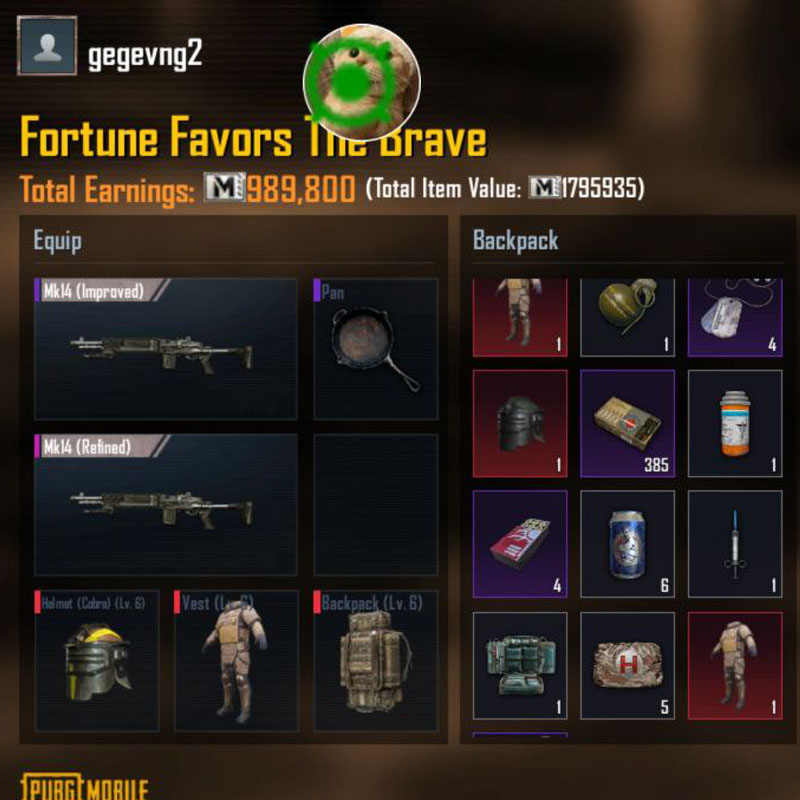 gegevng2
Fortune Favors The Brave
Total Earnings: M 989,800 (Total Item Value: M 1795935)
Equip
Backpack
Mk14 (Improved)
Pan
1
1
4
1
385
1
Mk14 (Refined)
4
6
1
Helmet (Cobra) (Lv. 6)
Vest (Lv. 6)
Backpack (Lv. 6)
H
1
5
1
PUBG MOBILE